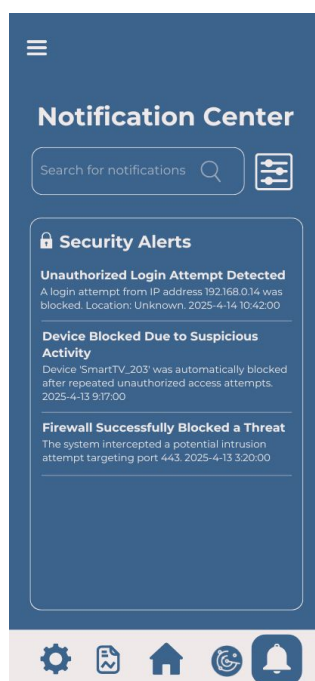 Notification Center
Search for notifications
Security Alerts
Unauthorized Login Attempt Detected
A login attempt from IP address 192.168.0.14 was
blocked. Location: Unknown. 2025-4-14 10:42:00
Device Blocked Due to Suspicious
Activity
Device 'SmartTV_203' was automatically blocked
after repeated unauthorized access attempts.
2025-4-13 9:17:00
Firewall Successfully Blocked a Threat
The system intercepted a potential intrusion
attempt targeting port 443. 2025-4-13 3:20:00